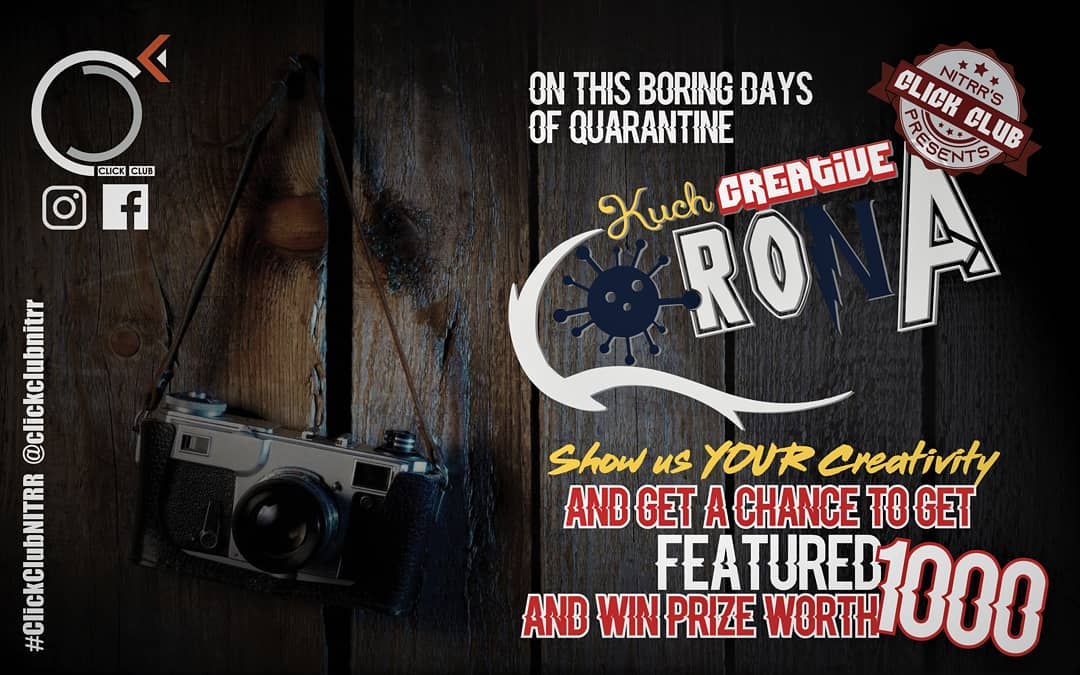 CLICK CLUB
#ClickClubNITRR @clickclubnitrr
ON THIS BORING DAYS
OF QUARANTINE
NITRR'S
CLICK CLUB
PRESENTS
Kuch CREATiVE
CORONA
Show us YOUR Creativity
AND GET A CHANCE TO GET
FEATURED
AND WIN PRIZE WORTH 1000